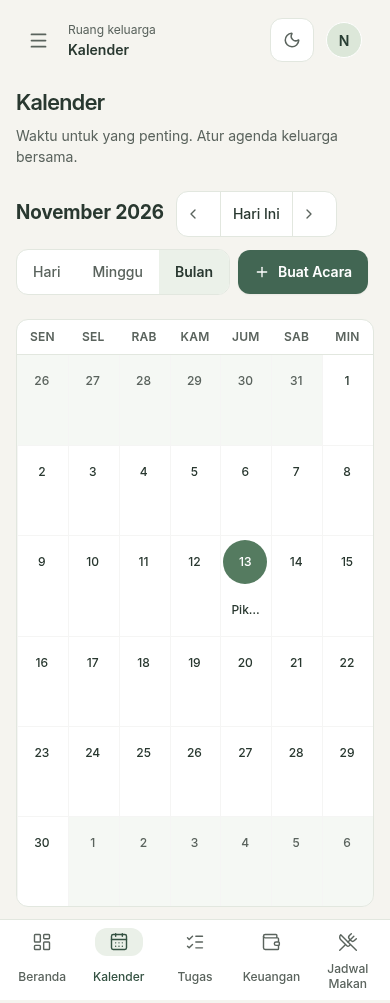 Ruang keluarga
Kalender
N
Kalender
Waktu untuk yang penting. Atur agenda keluarga
bersama.
November 2026
Hari Ini
Hari Minggu Bulan
Buat Acara
SEN SEL RAB KAM JUM SAB MIN
26 27 28 29 30 31 1
2 3 4 5 6 7 8
9 10 11 12 13 14 15
Pik...
16 17 18 19 20 21 22
23 24 25 26 27 28 29
30 1 2 3 4 5 6
Beranda Kalender Tugas Keuangan Jadwal
Makan